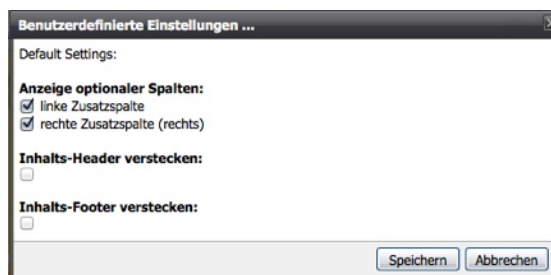 Benutzerdefinierte Einstellungen ...
Default Settings:
Anzeige optionaler Spalten:
linke Zusatzspalte
rechte Zusatzspalte (rechts)
Inhalts-Header verstecken:
Inhalts-Footer verstecken:
Speichern Abbrechen